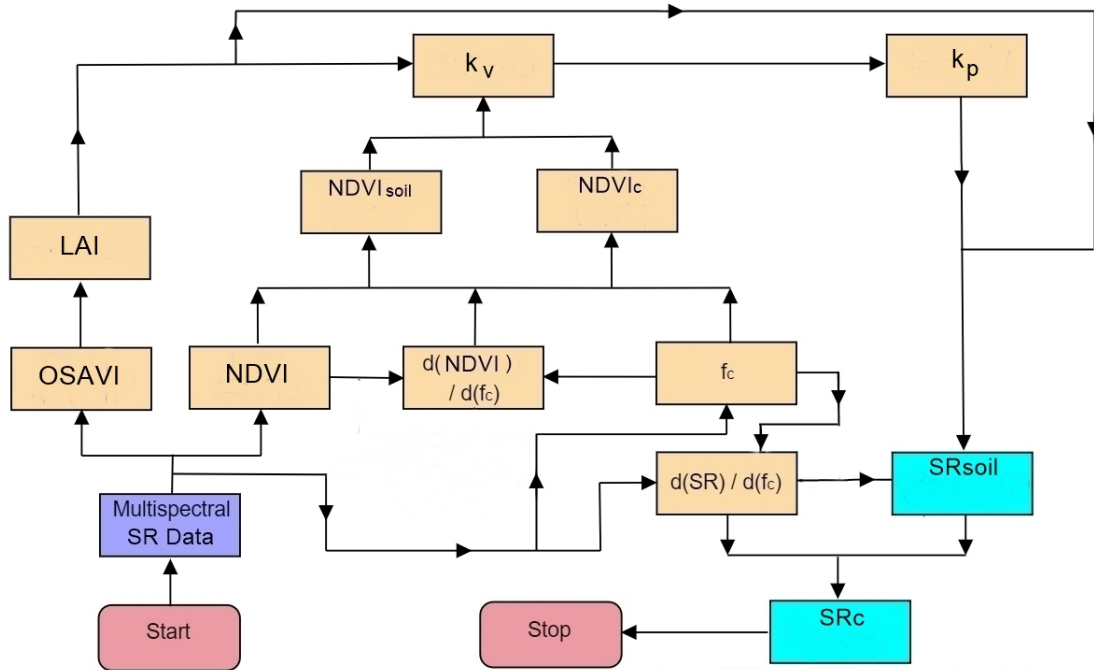 k v
k p
NDVI soil
NDVIc
LAI
OSAVI
NDVI
d( NDVI )
/ d(fc)
fc
d(SR) / d(fc)
SRsoil
Multispectral
SR Data
Start
Stop
SRc